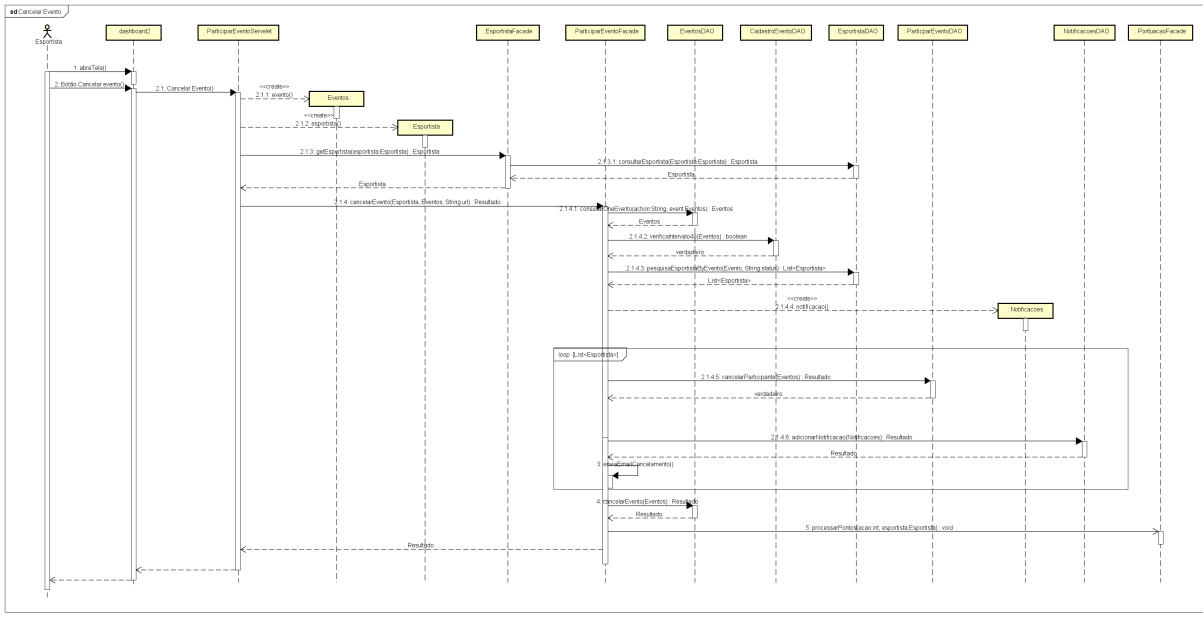 sd Cancelar Evento
Esportista
: dashboard2
: ParticiparEventoServelet
: EsportistaFacade
: ParticiparEventoFacade
: EventosDAO
: CadastroEventoDAO
: EsportistaDAO
: ParticparEventoDAO
: NotificacoesDAO
: PontuacaoFacade
1: abreTela()
2: Botão Cancelar evento()
2.1: Cancelar Evento()
<<create>>
2.1.1: evento()
: Eventos
<<create>>
2.1.2: esportista()
: Esportista
2.1.3: getEsportista(esportista:Esportista) : Esportista
2.1.3.1: consultarEsportista(Esportista:Esportista) : Esportista
Esportista
Esportista
2.1.4: cancelarEvento(Esportista, Eventos, String url) : Resultado
2.1.4.1: consultaOneEvento(action:String, event:Eventos) : Eventos
Eventos
2.1.4.2: verificaIntervalo4 (Eventos) : boolean
verdadeiro
2.1.4.3: pesquisaEsportistaByEvento(Evento, String status) : List<Esportista>
List<Esportista>
<<create>>
2.1.4.4: notificacao()
: Notificacoes
loop [List<Esportista>]
2.1.4.5: cancelarParticipante(Eventos) : Resultado
verdadeiro
2.1.4.6: adicionarNotificacao(Notificacoes) : Resultado
Resultado
3: enviaEmailCancelamento()
4: cancelarEvento(Eventos) : Resultado
Resultado
5: processarPontos(acao:int, esportista:Esportista) : void
Resultado